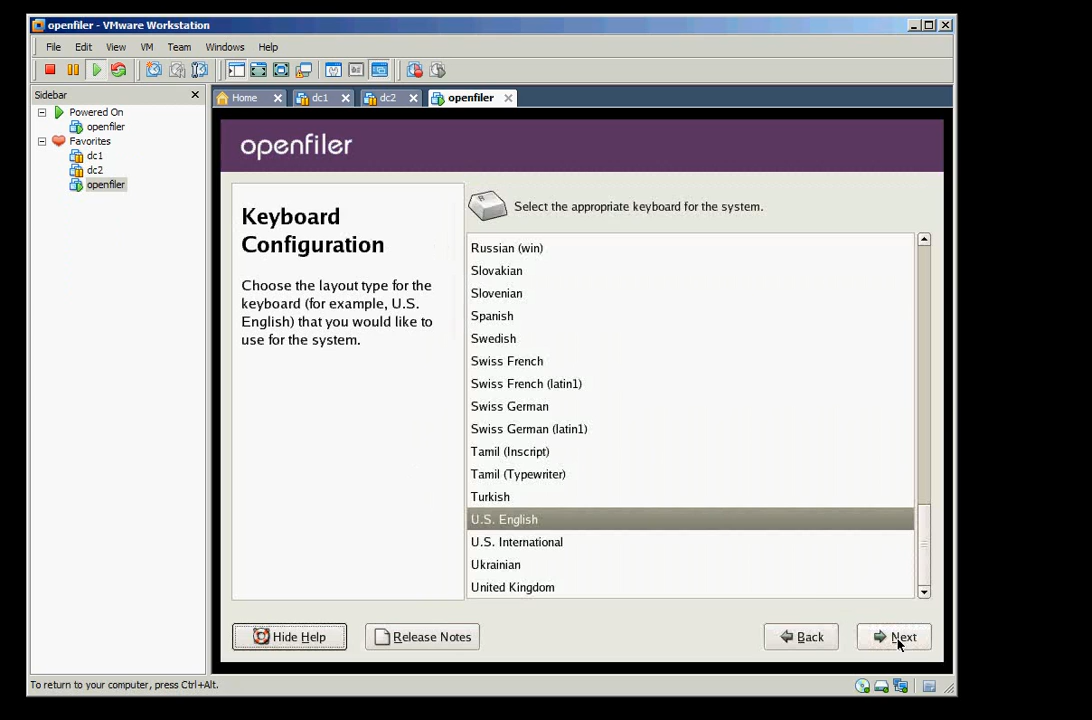 openfiler - VMware Workstation
File Edit View VM Team Windows Help
Sidebar
Powered On
openfiler
Favorites
dc1
dc2
openfiler
Home dc1 dc2 openfiler
openfiler
Keyboard
Configuration
Choose the layout type for the
keyboard (for example, U.S.
English) that you would like to
use for the system.
Select the appropriate keyboard for the system.
Russian (win)
Slovakian
Slovenian
Spanish
Swedish
Swiss French
Swiss French (latin1)
Swiss German
Swiss German (latin1)
Tamil (Inscript)
Tamil (Typewriter)
Turkish
U.S. English
U.S. International
Ukrainian
United Kingdom
Hide Help Release Notes Back Next
To return to your computer, press Ctrl+Alt.